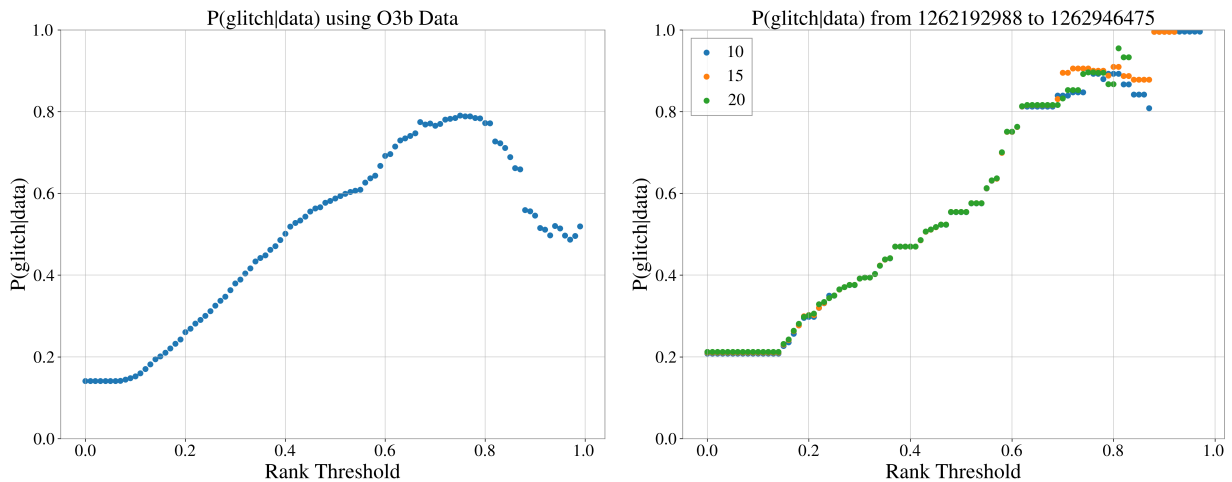 P(glitch|data) using O3b Data
P(glitch|data)
1.0
0.8
0.6
0.4
0.2
0.0
0.0 0.2 0.4 0.6 0.8 1.0
Rank Threshold
P(glitch|data) from 1262192988 to 1262946475
P(glitch|data)
1.0
0.8
0.6
0.4
0.2
0.0
10
15
20
0.0 0.2 0.4 0.6 0.8 1.0
Rank Threshold